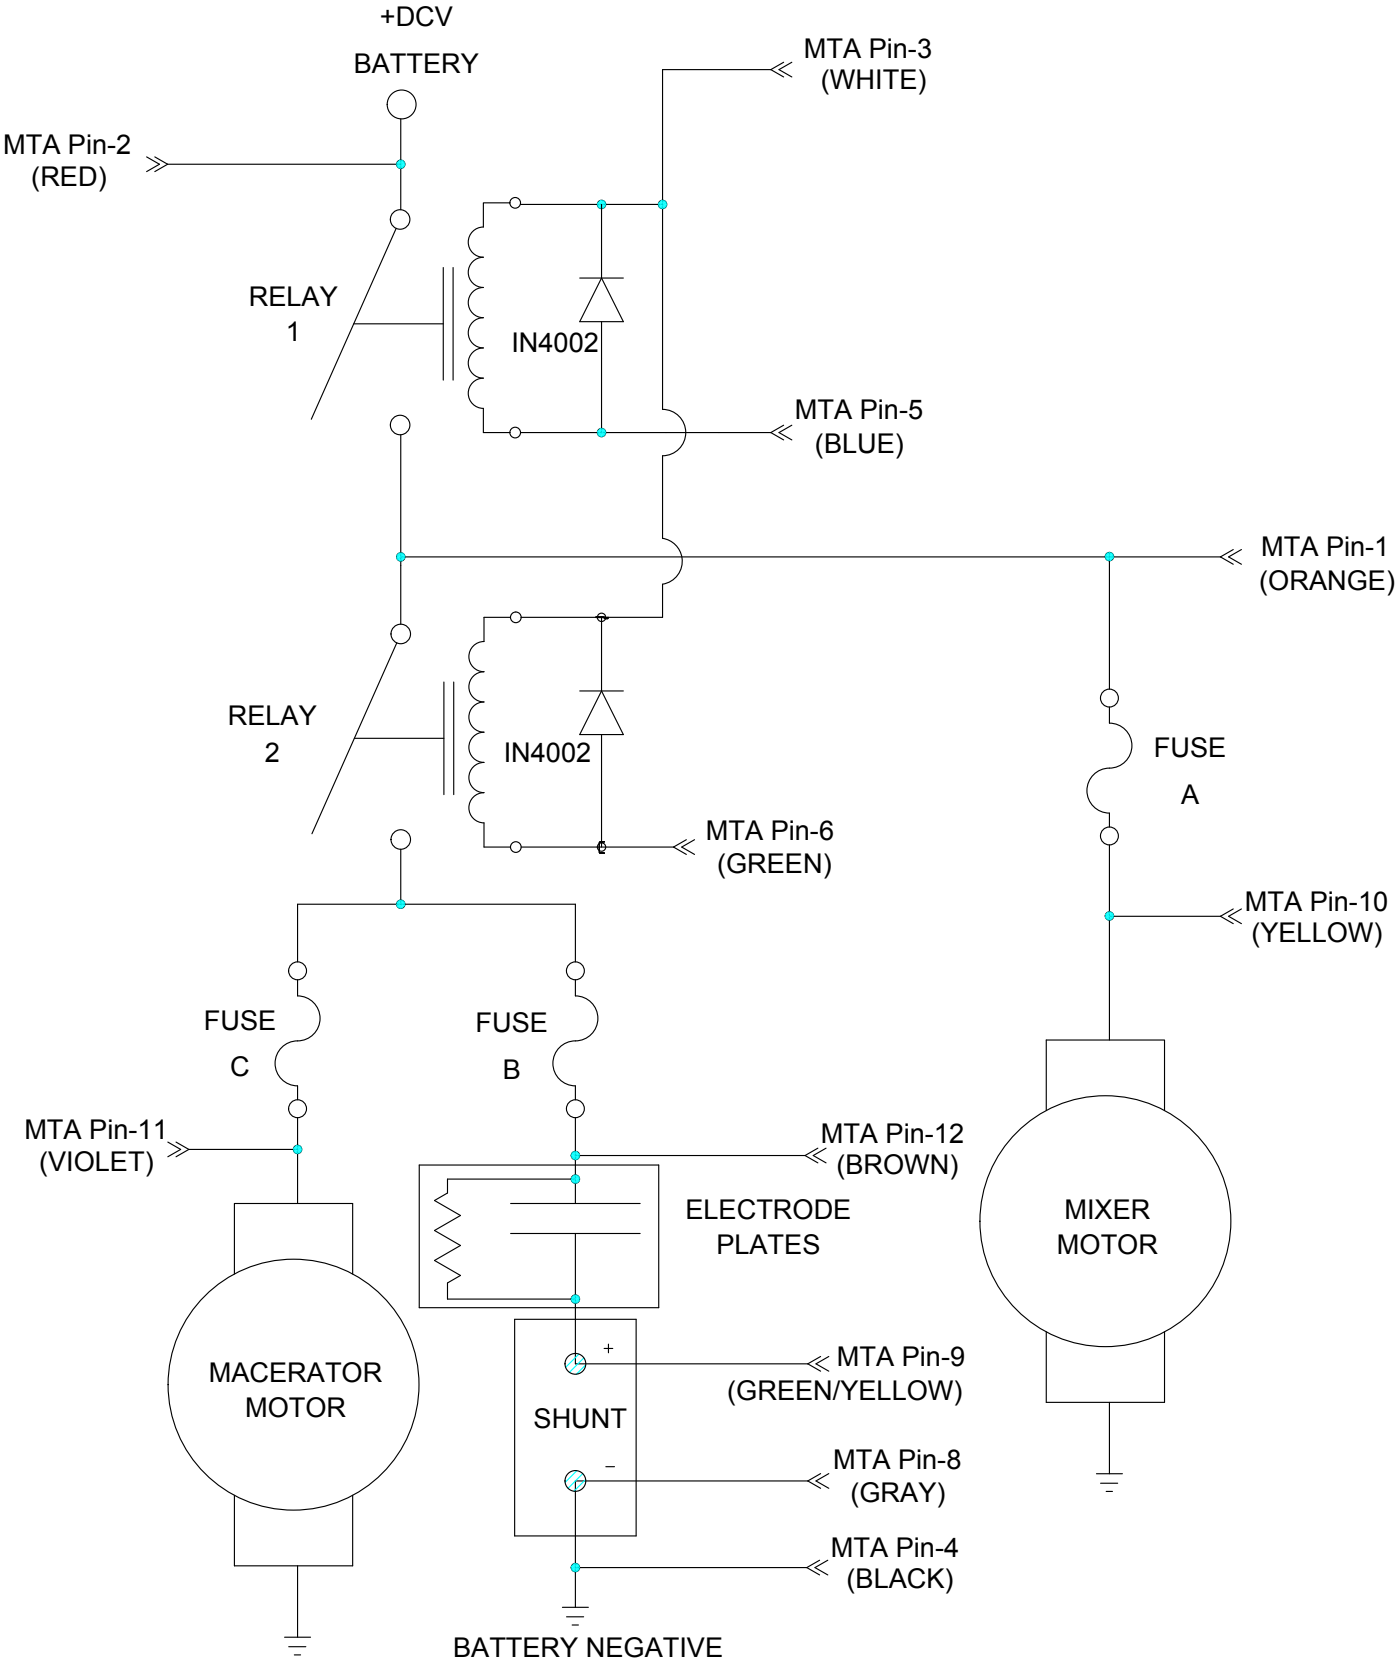 +DCV
BATTERY
MTA Pin-3
(WHITE)
MTA Pin-2
(RED)
RELAY
1
IN4002
MTA Pin-5
(BLUE)
MTA Pin-1
(ORANGE)
RELAY
2
IN4002
FUSE
A
MTA Pin-6
(GREEN)
MTA Pin-10
(YELLOW)
FUSE
C
FUSE
B
MTA Pin-11
(VIOLET)
MTA Pin-12
(BROWN)
ELECTRODE
PLATES
MIXER
MOTOR
MACERATOR
MOTOR
+
MTA Pin-9
(GREEN/YELLOW)
SHUNT
–
MTA Pin-8
(GRAY)
MTA Pin-4
(BLACK)
BATTERY NEGATIVE